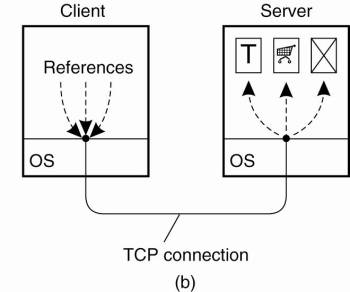 Client
Server
References
T
OS
OS
TCP connection
(b)